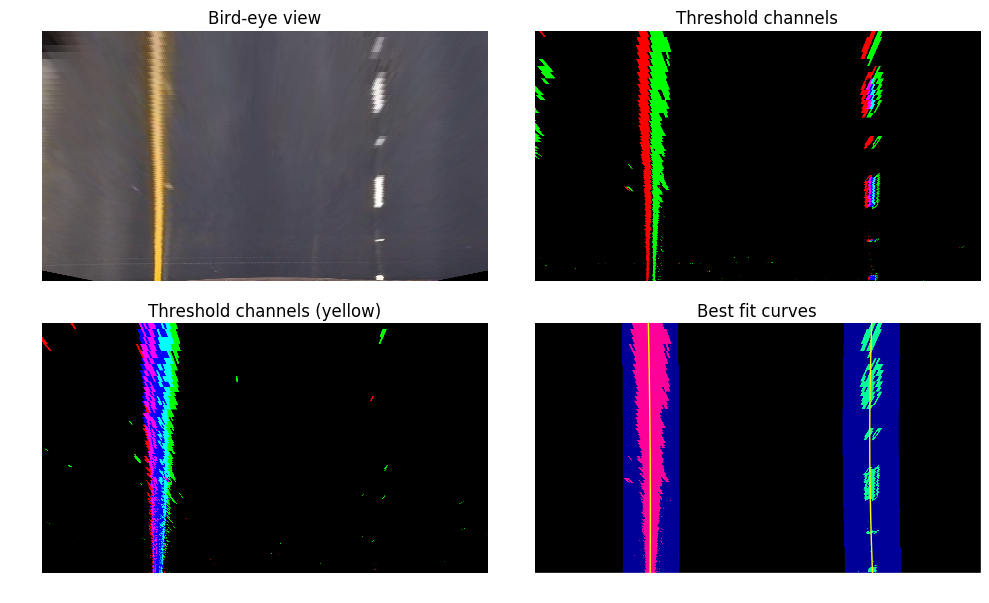 Bird-eye view
Threshold channels
Threshold channels (yellow)
Best fit curves